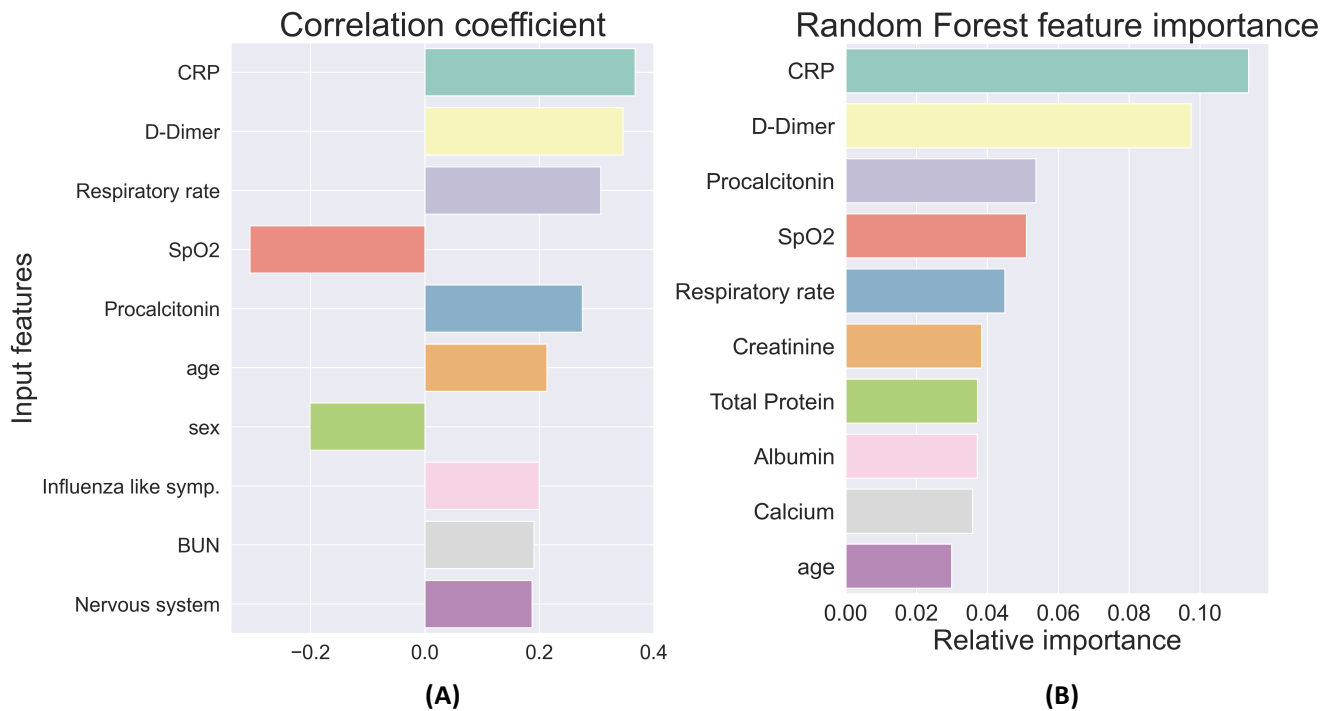 Correlation coefficient
Input features
CRP
D-Dimer
Respiratory rate
SpO2
Procalcitonin
age
sex
Influenza like symp.
BUN
Nervous system
−0.2 0.0 0.2 0.4
(A)
Random Forest feature importance
CRP
D-Dimer
Procalcitonin
SpO2
Respiratory rate
Creatinine
Total Protein
Albumin
Calcium
age
0.00 0.02 0.04 0.06 0.08 0.10
Relative importance
(B)